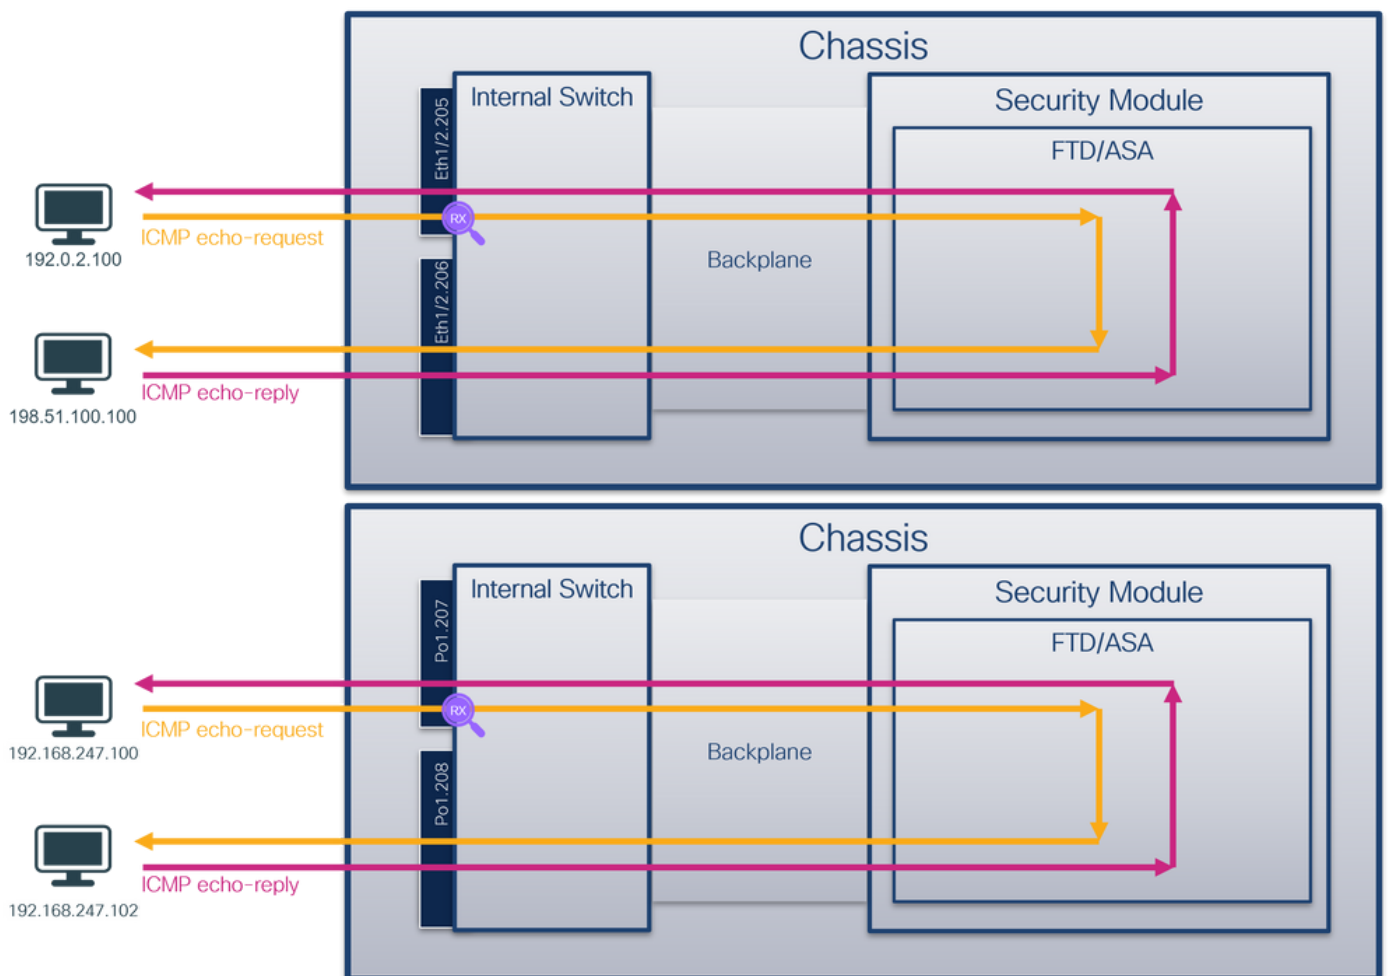 Chassis
Internal Switch
Security Module
FTD/ASA
Eth1/2.205
RX
ICMP echo-request
192.0.2.100
Backplane
Eth1/2.206
ICMP echo-reply
198.51.100.100
Chassis
Internal Switch
Security Module
FTD/ASA
Po1.207
RX
ICMP echo-request
192.168.247.100
Backplane
Po1.208
ICMP echo-reply
192.168.247.102